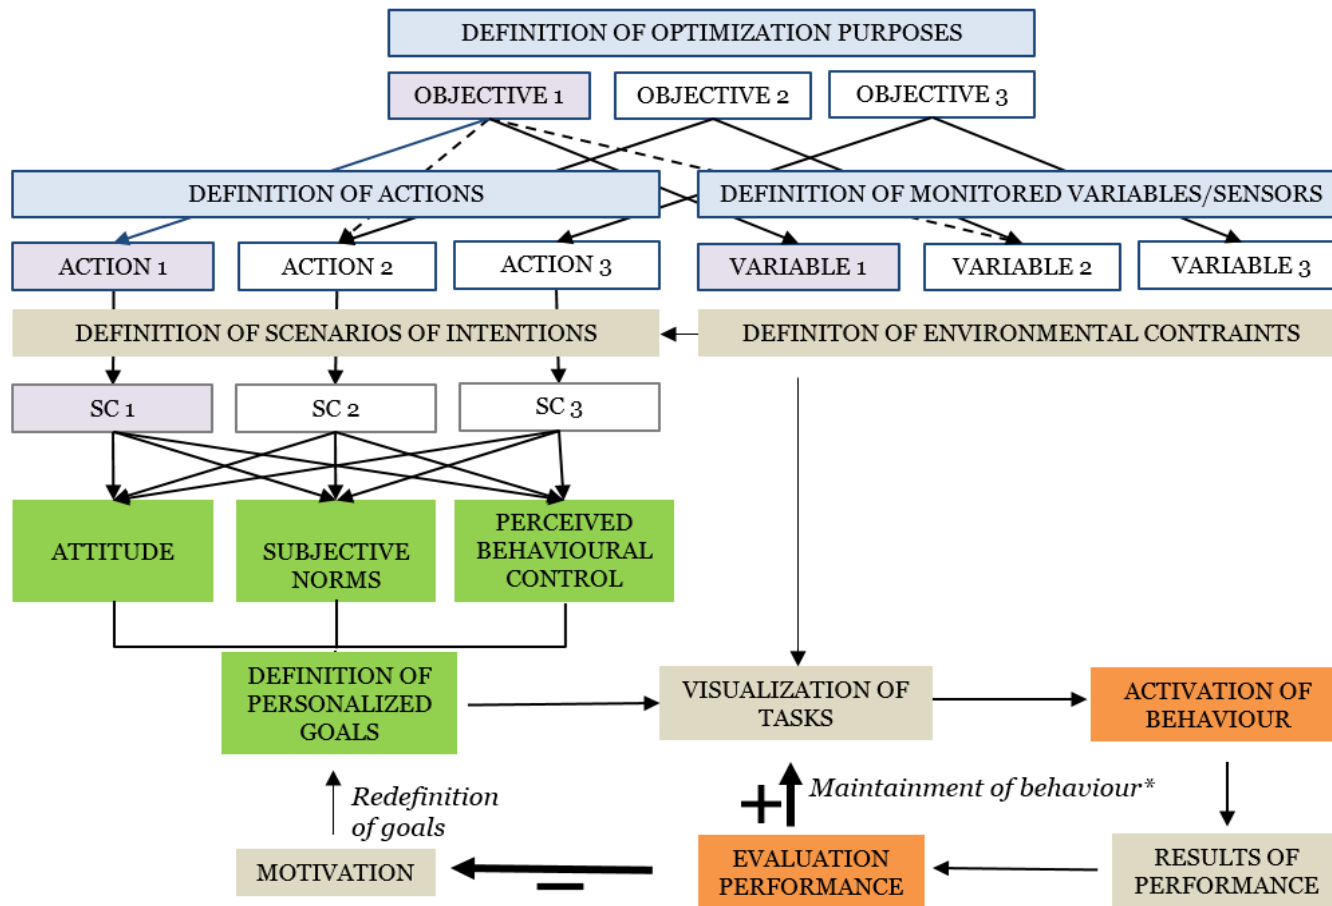 DEFINITION OF OPTIMIZATION PURPOSES
OBJECTIVE 1
OBJECTIVE 2
OBJECTIVE 3
DEFINITION OF ACTIONS
DEFINITION OF MONITORED VARIABLES/SENSORS
ACTION 1
ACTION 2
ACTION 3
VARIABLE 1
VARIABLE 2
VARIABLE 3
DEFINITION OF SCENARIOS OF INTENTIONS
DEFINITON OF ENVIRONMENTAL CONTRAINTS
SC 1
SC 2
SC 3
ATTITUDE
SUBJECTIVE
NORMS
PERCEIVED
BEHAVIOURAL
CONTROL
DEFINITION OF
PERSONALIZED
GOALS
VISUALIZATION OF
TASKS
ACTIVATION OF
BEHAVIOUR
Redefinition
of goals
+
Maintainment of behaviour*
MOTIVATION
−
EVALUATION
PERFORMANCE
RESULTS OF
PERFORMANCE